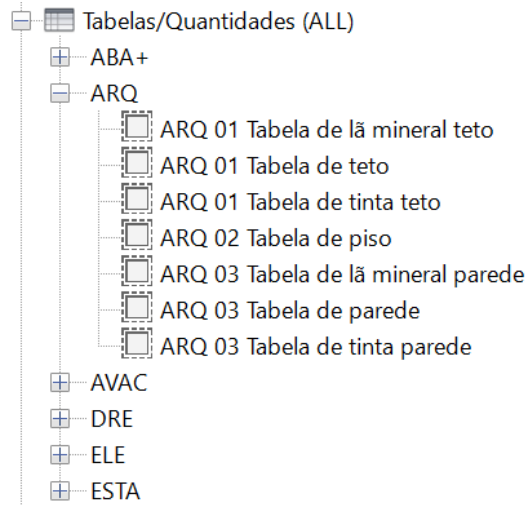 Tabelas/Quantidades (ALL)
ABA+
ARQ
ARQ 01 Tabela de lã mineral teto
ARQ 01 Tabela de teto
ARQ 01 Tabela de tinta teto
ARQ 02 Tabela de piso
ARQ 03 Tabela de lã mineral parede
ARQ 03 Tabela de parede
ARQ 03 Tabela de tinta parede
AVAC
DRE
ELE
ESTA